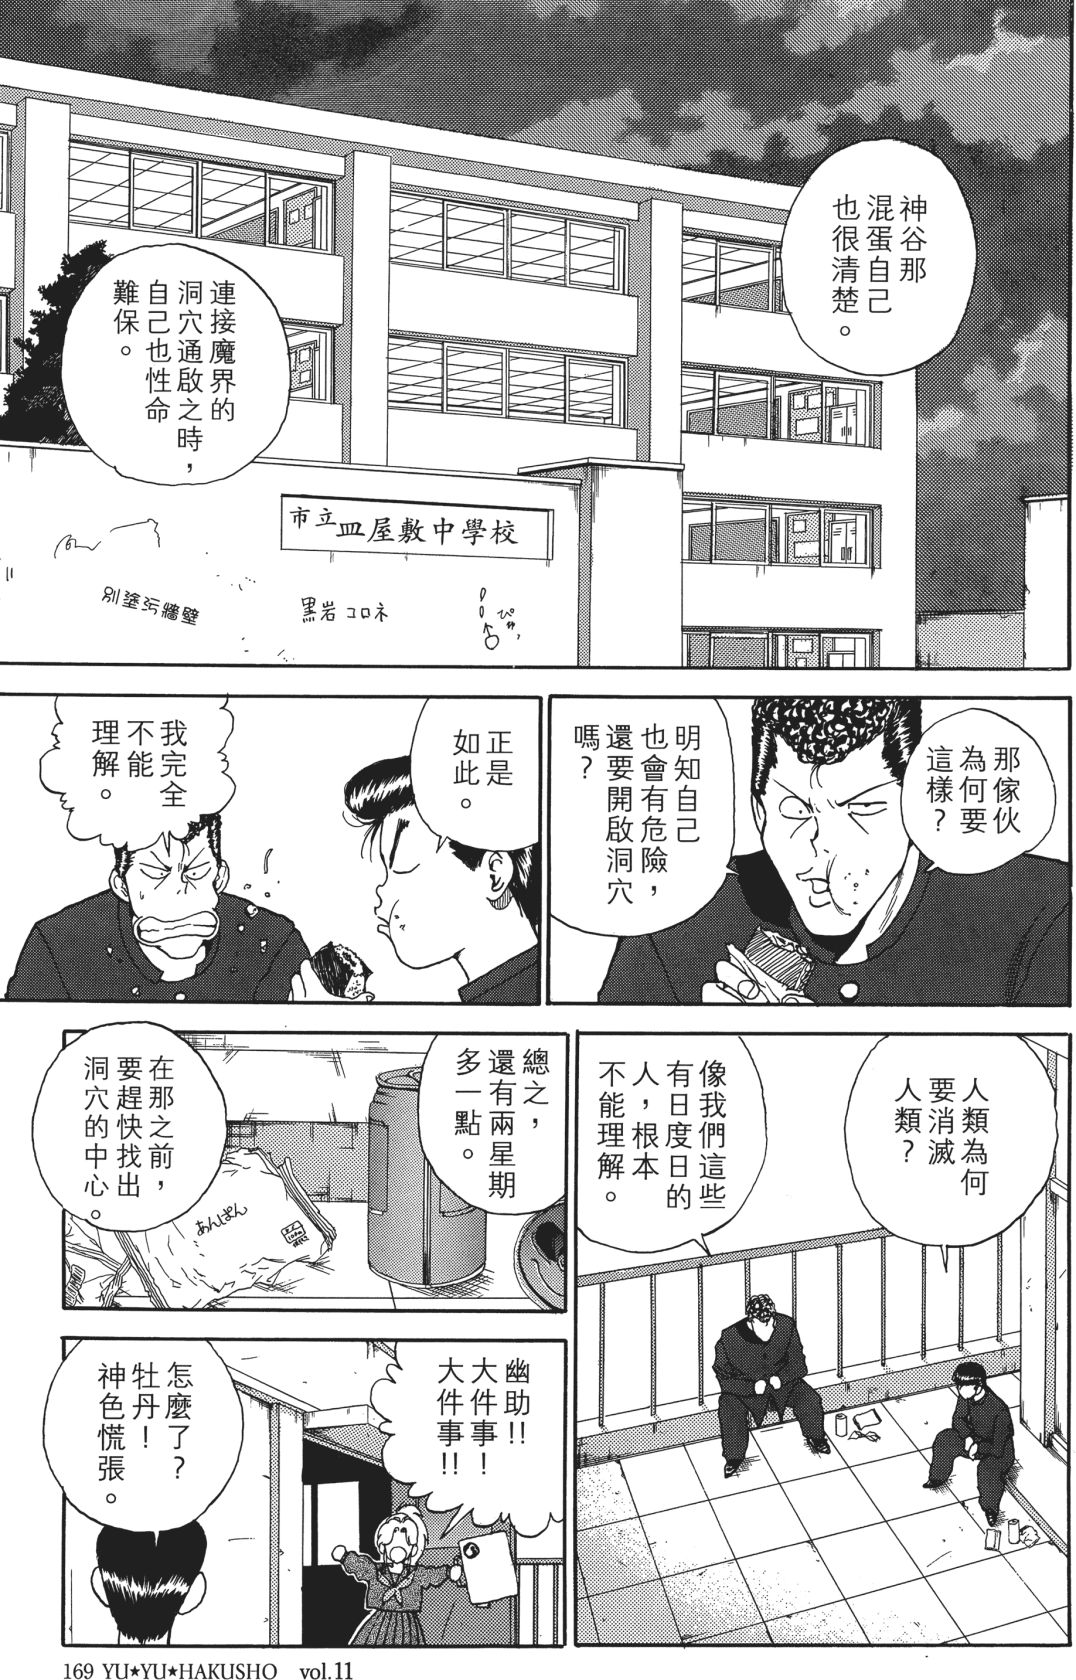 神谷那
混蛋自己
也很清楚。
連接魔界的
洞穴通啟之時，
自己也性命
難保。
市立皿屋敷中學校
別塗污牆壁
黒岩コロネ
ぴゅ
那傢伙
為何要
這樣？
明知自己
也會有危險，
還要開啟洞穴
嗎？
正是
如此。
我完全
不能
理解。
人類為何
要消滅
人類？
像我們這些
有日度日的
人，根本
不能理解。
總之，
還有兩星期
多一點。
在那之前，
要趕快找出
洞穴的中心。
あんぱん
幽助!!
大件事！
大件事!!
怎麼了？
牡丹！
神色慌張。
169 YU★YU★HAKUSHO vol.11